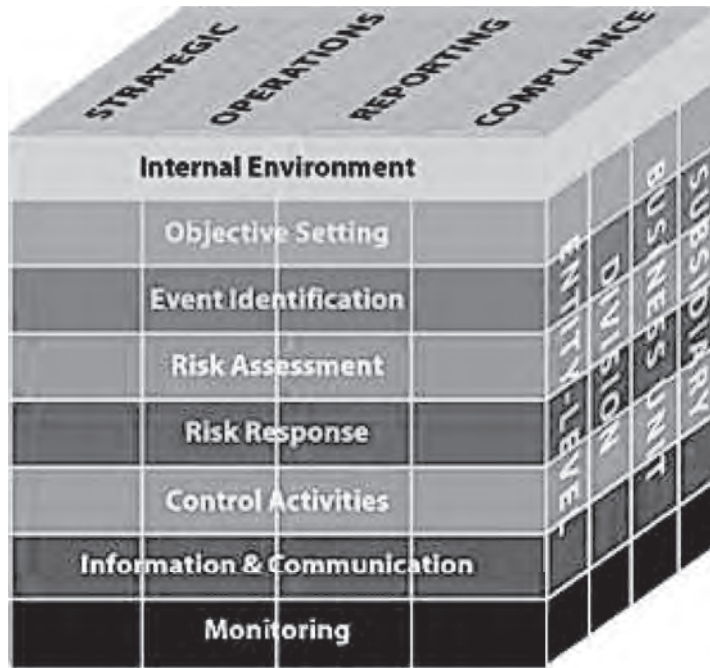 STRATEGIC
OPERATIONS
REPORTING
COMPLIANCE
Internal Environment
Objective Setting
Event Identification
Risk Assessment
Risk Response
Control Activities
Information & Communication
Monitoring
ENTITY-LEVEL
DIVISION
BUSINESS UNIT
SUBSIDIARY